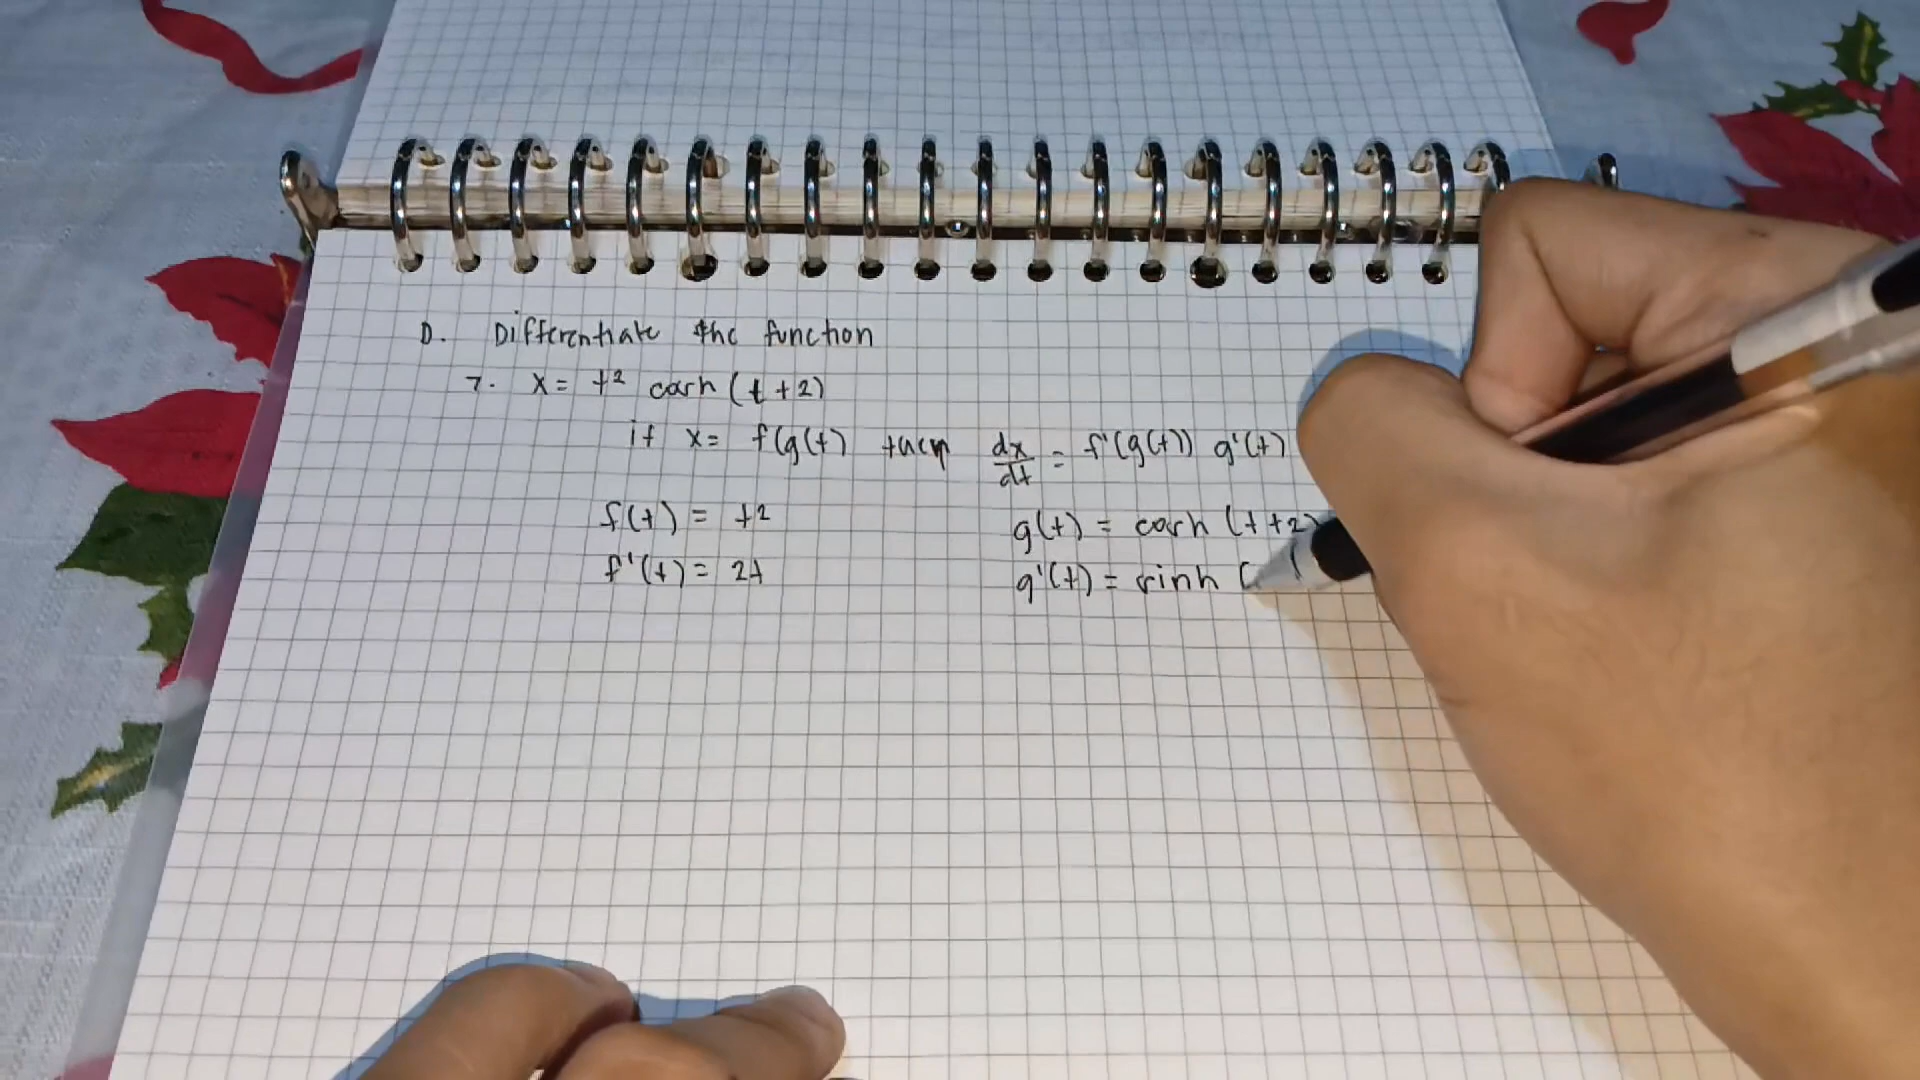 D. Differentiate the function
7. x = t² cosh (t + 2)
if x = f(g(t) then dx/dt = f'(g(t)) g'(t)
f(t) = t² g(t) = cosh (t + 2)
f'(t) = 2t g'(t) = sinh (